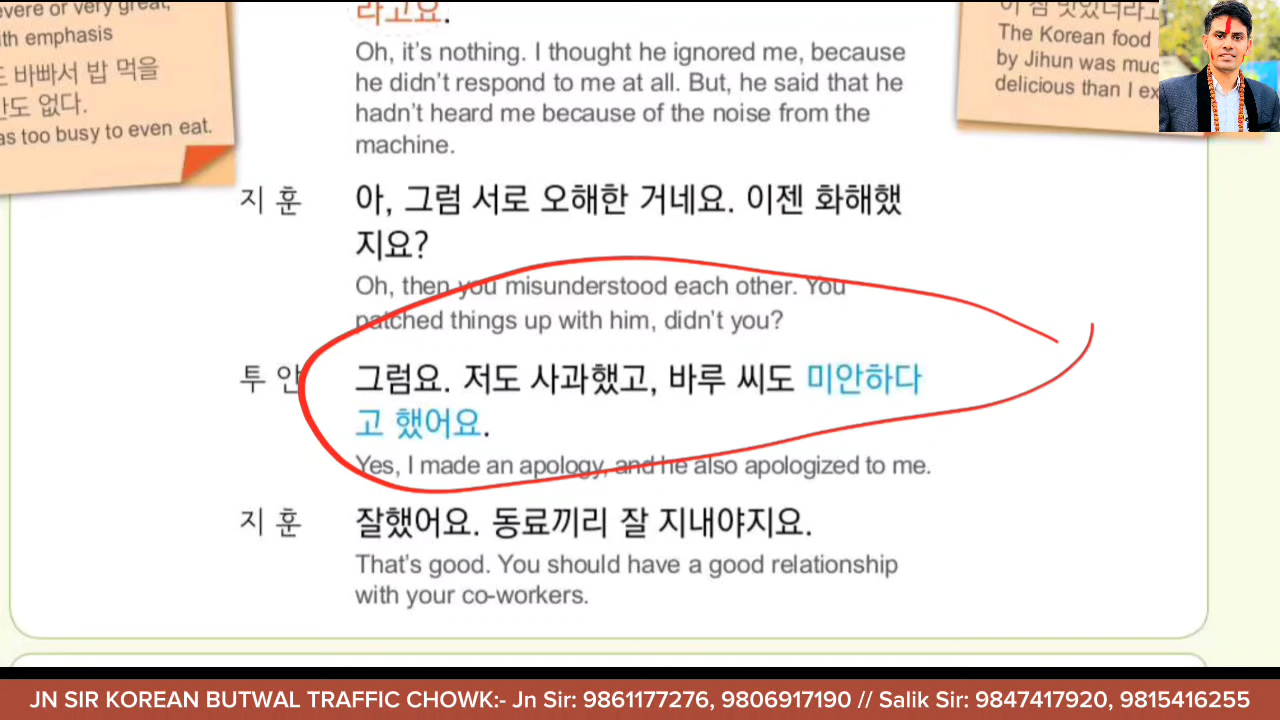 evere or very great,
ith emphasis
바빠서 밥 먹을
도 없다.
as too busy to even eat.
라고요.
Oh, it's nothing. I thought he ignored me, because
he didn't respond to me at all. But, he said that he
hadn't heard me because of the noise from the
machine.
The Korean food
by Jihun was muc
delicious than I ex
지 훈 아, 그럼 서로 오해한 거네요. 이젠 화해했
지요?
Oh, then you misunderstood each other. You
patched things up with him, didn't you?
투 안 그럼요. 저도 사과했고, 바루 씨도 미안하다
고 했어요.
Yes, I made an apology, and he also apologized to me.
지 훈 잘했어요. 동료끼리 잘 지내야지요.
That's good. You should have a good relationship
with your co-workers.
JN SIR KOREAN BUTWAL TRAFFIC CHOWK:- Jn Sir: 9861177276, 9806917190 // Salik Sir: 9847417920, 9815416255